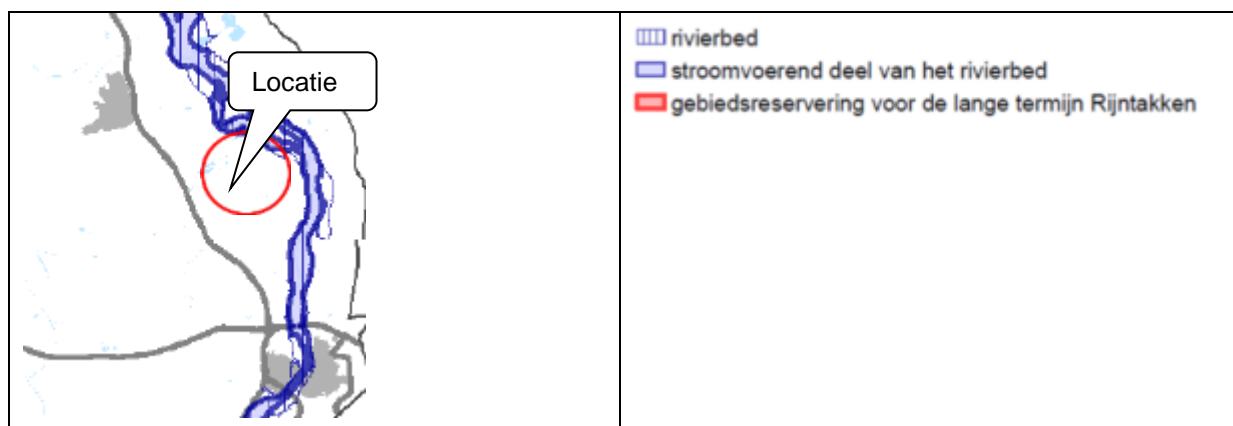 Locatie
rivierbed
stroomvoerend deel van het rivierbed
gebiedsreservering voor de lange termijn Rijntakken